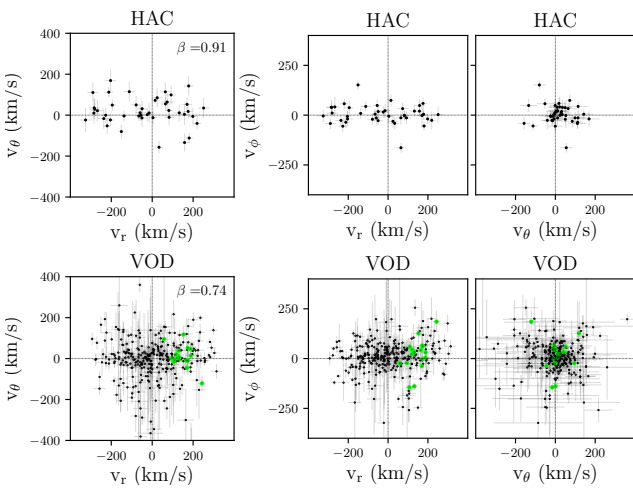 HAC
HAC
HAC
400
200
0
−200
−400
v_θ (km/s)
β = 0.91
−200
0
200
v_r (km/s)
250
0
−250
v_ϕ (km/s)
−200
0
200
v_r (km/s)
−200
0
200
v_θ (km/s)
VOD
VOD
VOD
400
200
0
−200
−400
v_θ (km/s)
β = 0.74
−200
0
200
v_r (km/s)
250
0
−250
v_ϕ (km/s)
−200
0
200
v_r (km/s)
−200
0
200
v_θ (km/s)